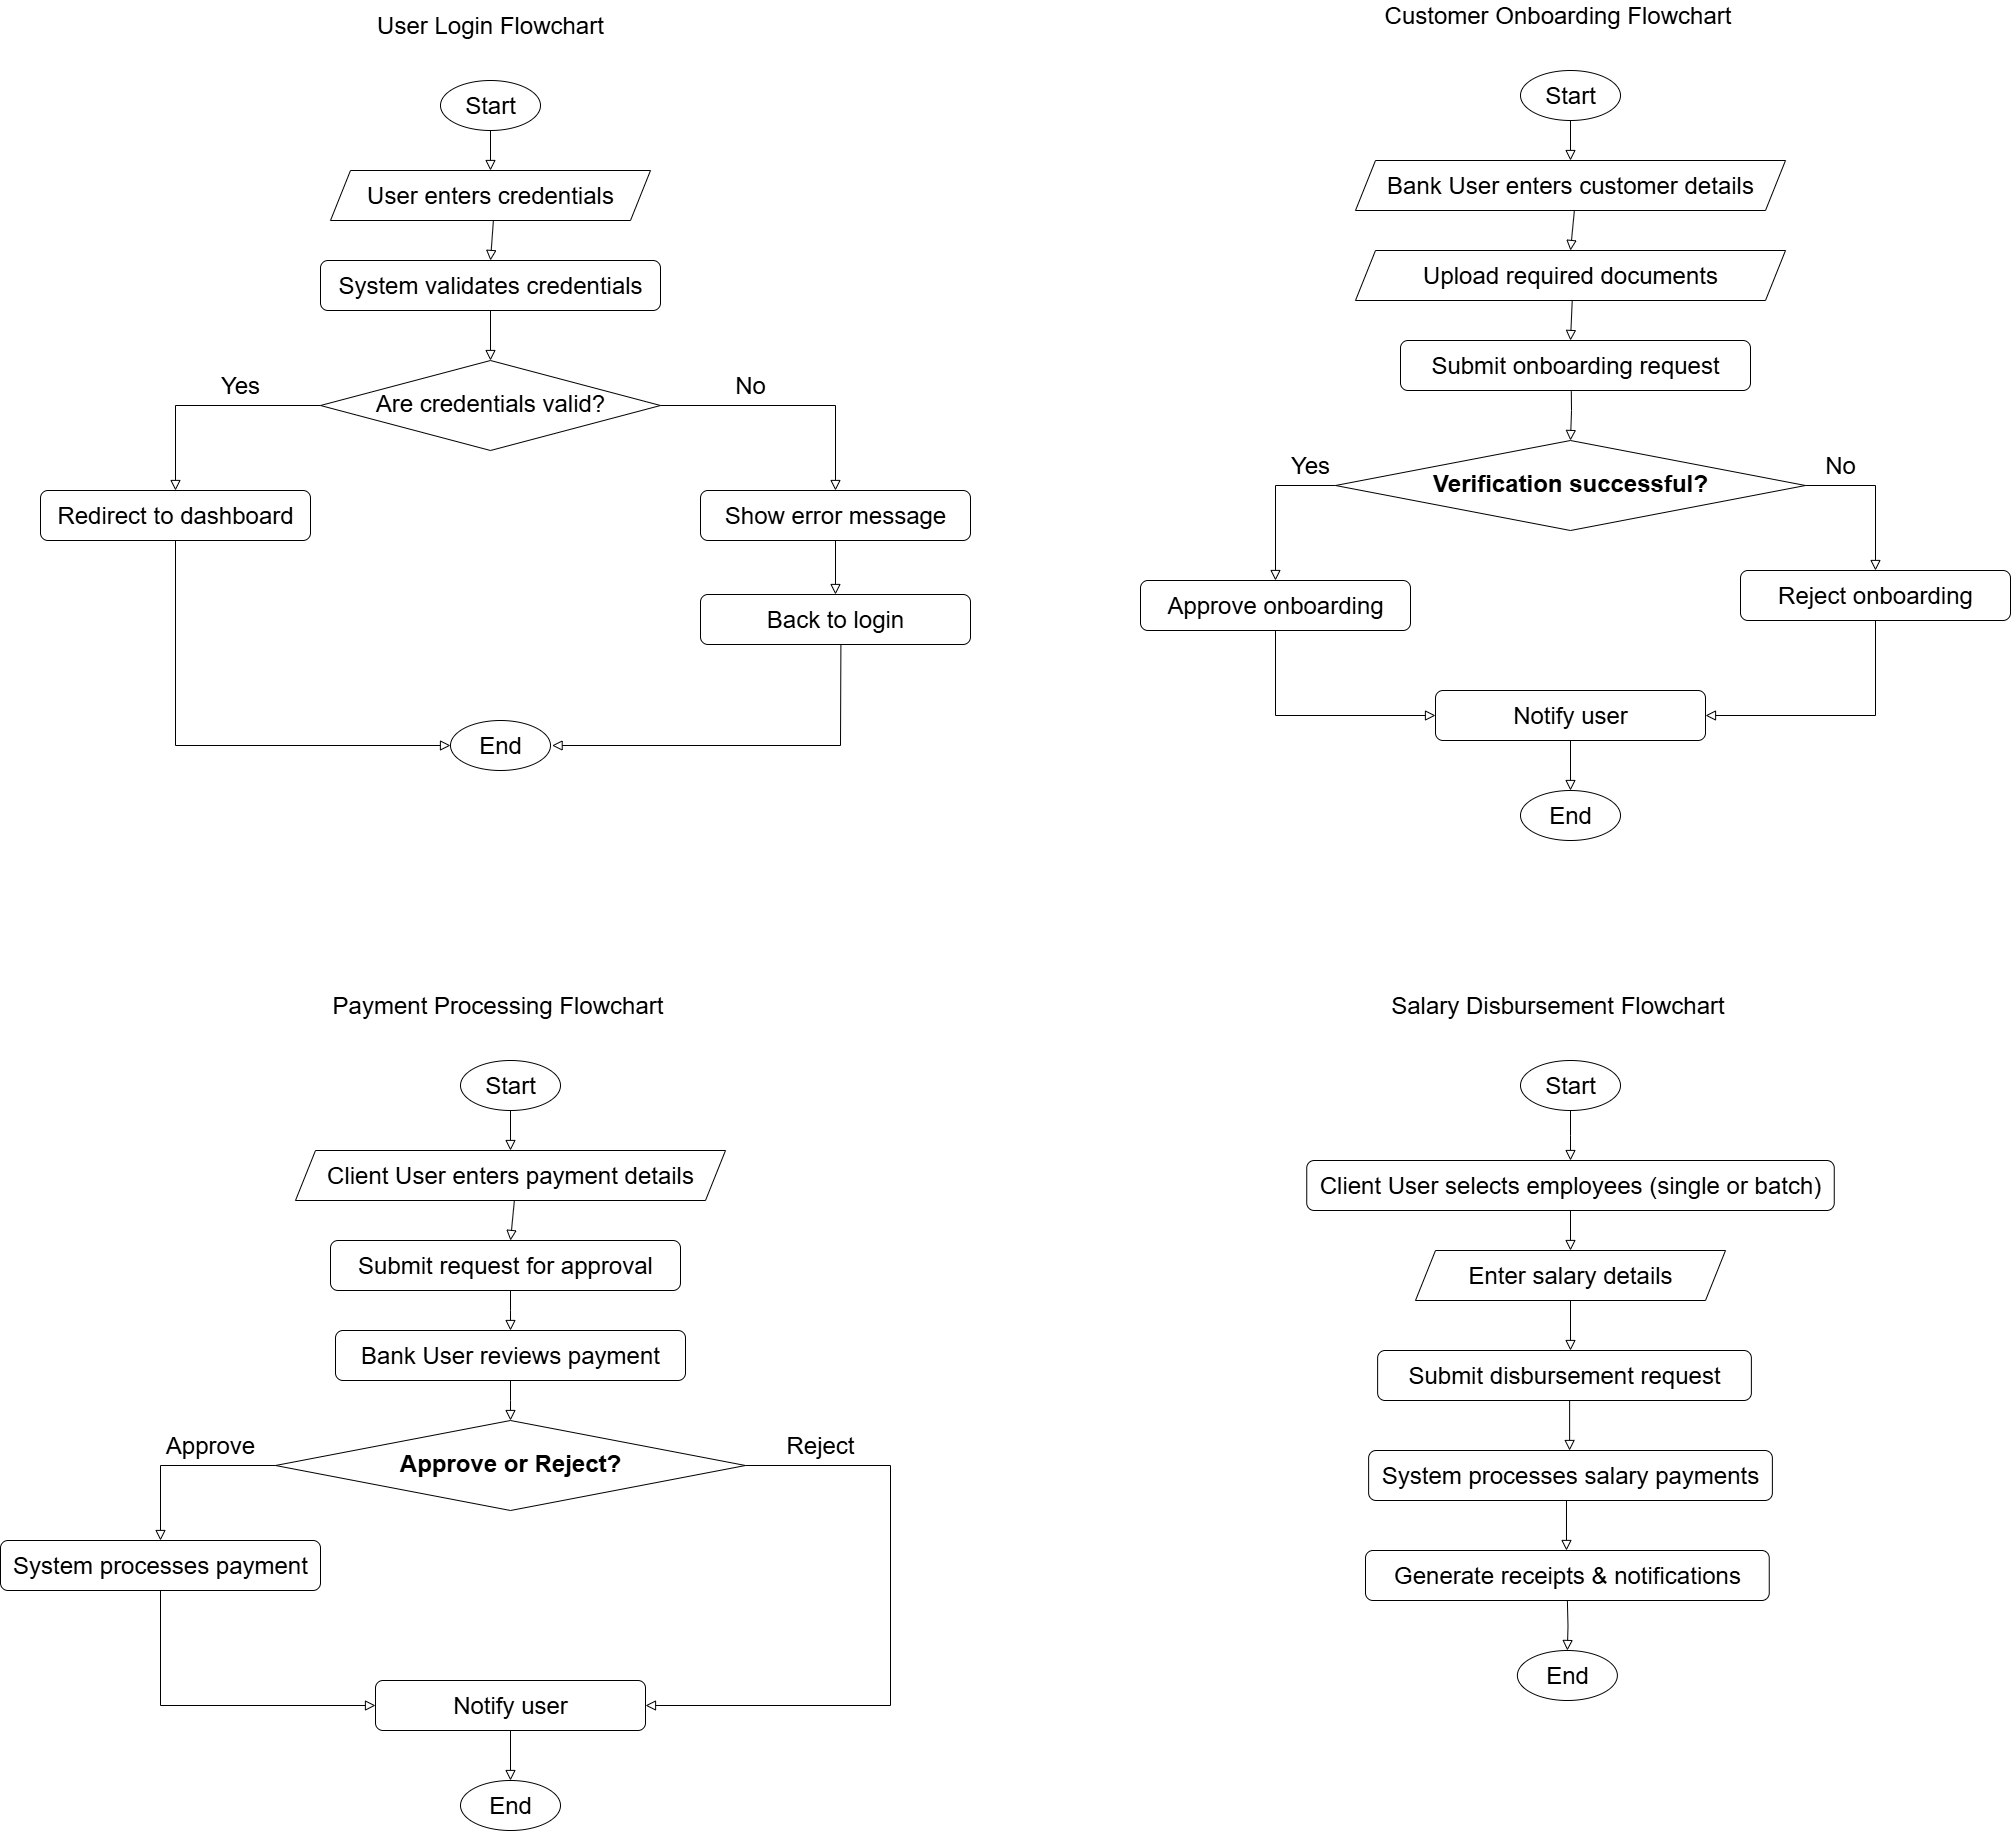 User Login Flowchart
Start
User enters credentials
System validates credentials
Are credentials valid?
Yes
No
Redirect to dashboard
Show error message
Back to login
End
Customer Onboarding Flowchart
Start
Bank User enters customer details
Upload required documents
Submit onboarding request
Verification successful?
Yes
No
Approve onboarding
Reject onboarding
Notify user
End
Payment Processing Flowchart
Start
Client User enters payment details
Submit request for approval
Bank User reviews payment
Approve or Reject?
Approve
Reject
System processes payment
Notify user
End
Salary Disbursement Flowchart
Start
Client User selects employees (single or batch)
Enter salary details
Submit disbursement request
System processes salary payments
Generate receipts & notifications
End